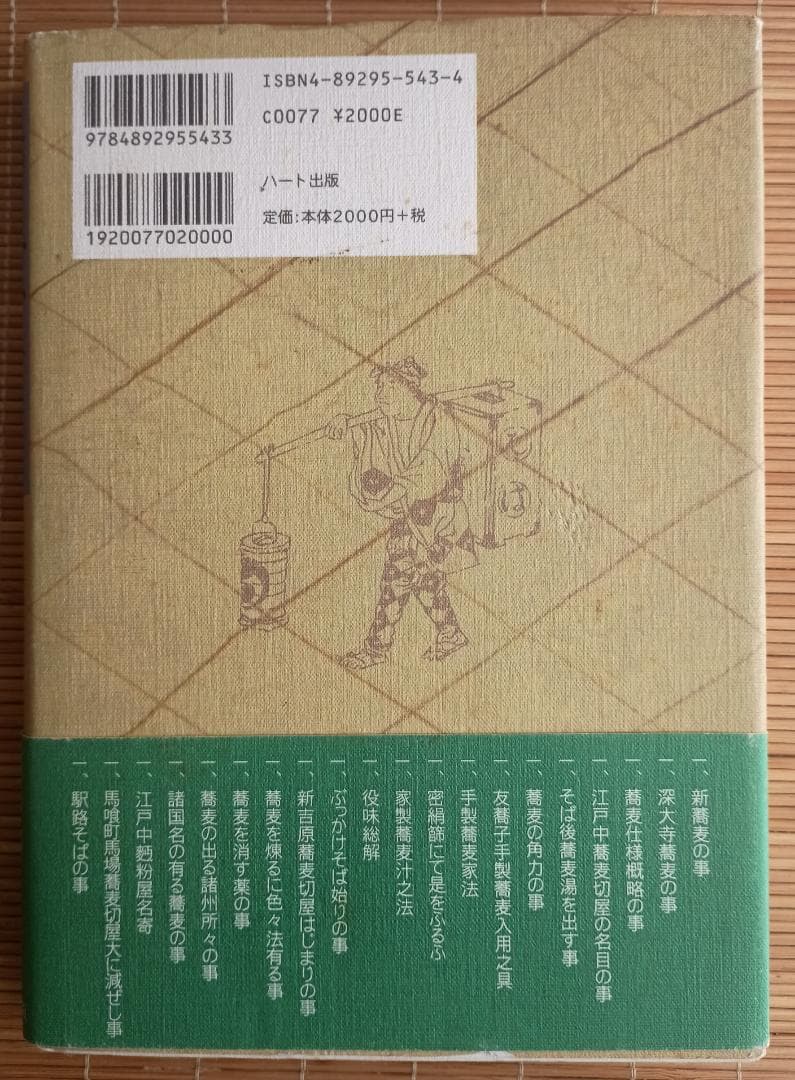 ISBN4-89295-543-4
C0077 ¥2000E
9784892955433
ハート出版
定価:本体2000円+税
1920077020000
そ
ば
一、新蕎麦の事
一、深大寺蕎麦の事
一、蕎麦仕様概略の事
一、江戸中蕎麦切屋の名目の事
一、そば後蕎麦湯を出す事
一、蕎麦の角力の事
一、友蕎子手製蕎麦入用之具
一、手製蕎麦家法
一、密絹篩にて是をふるふ
一、家製蕎麦汁之法
一、役味総解
一、ぶっかけそば始りの事
一、新吉原蕎麦切屋はじまりの事
一、蕎麦を煉るに色々法有る事
一、蕎麦を消す薬の事
一、蕎麦の出る諸州所々の事
一、諸国名の有る蕎麦の事
一、江戸中麪粉屋名寄
一、馬喰町馬場蕎麦切屋大に減ぜし事
一、駅路そばの事